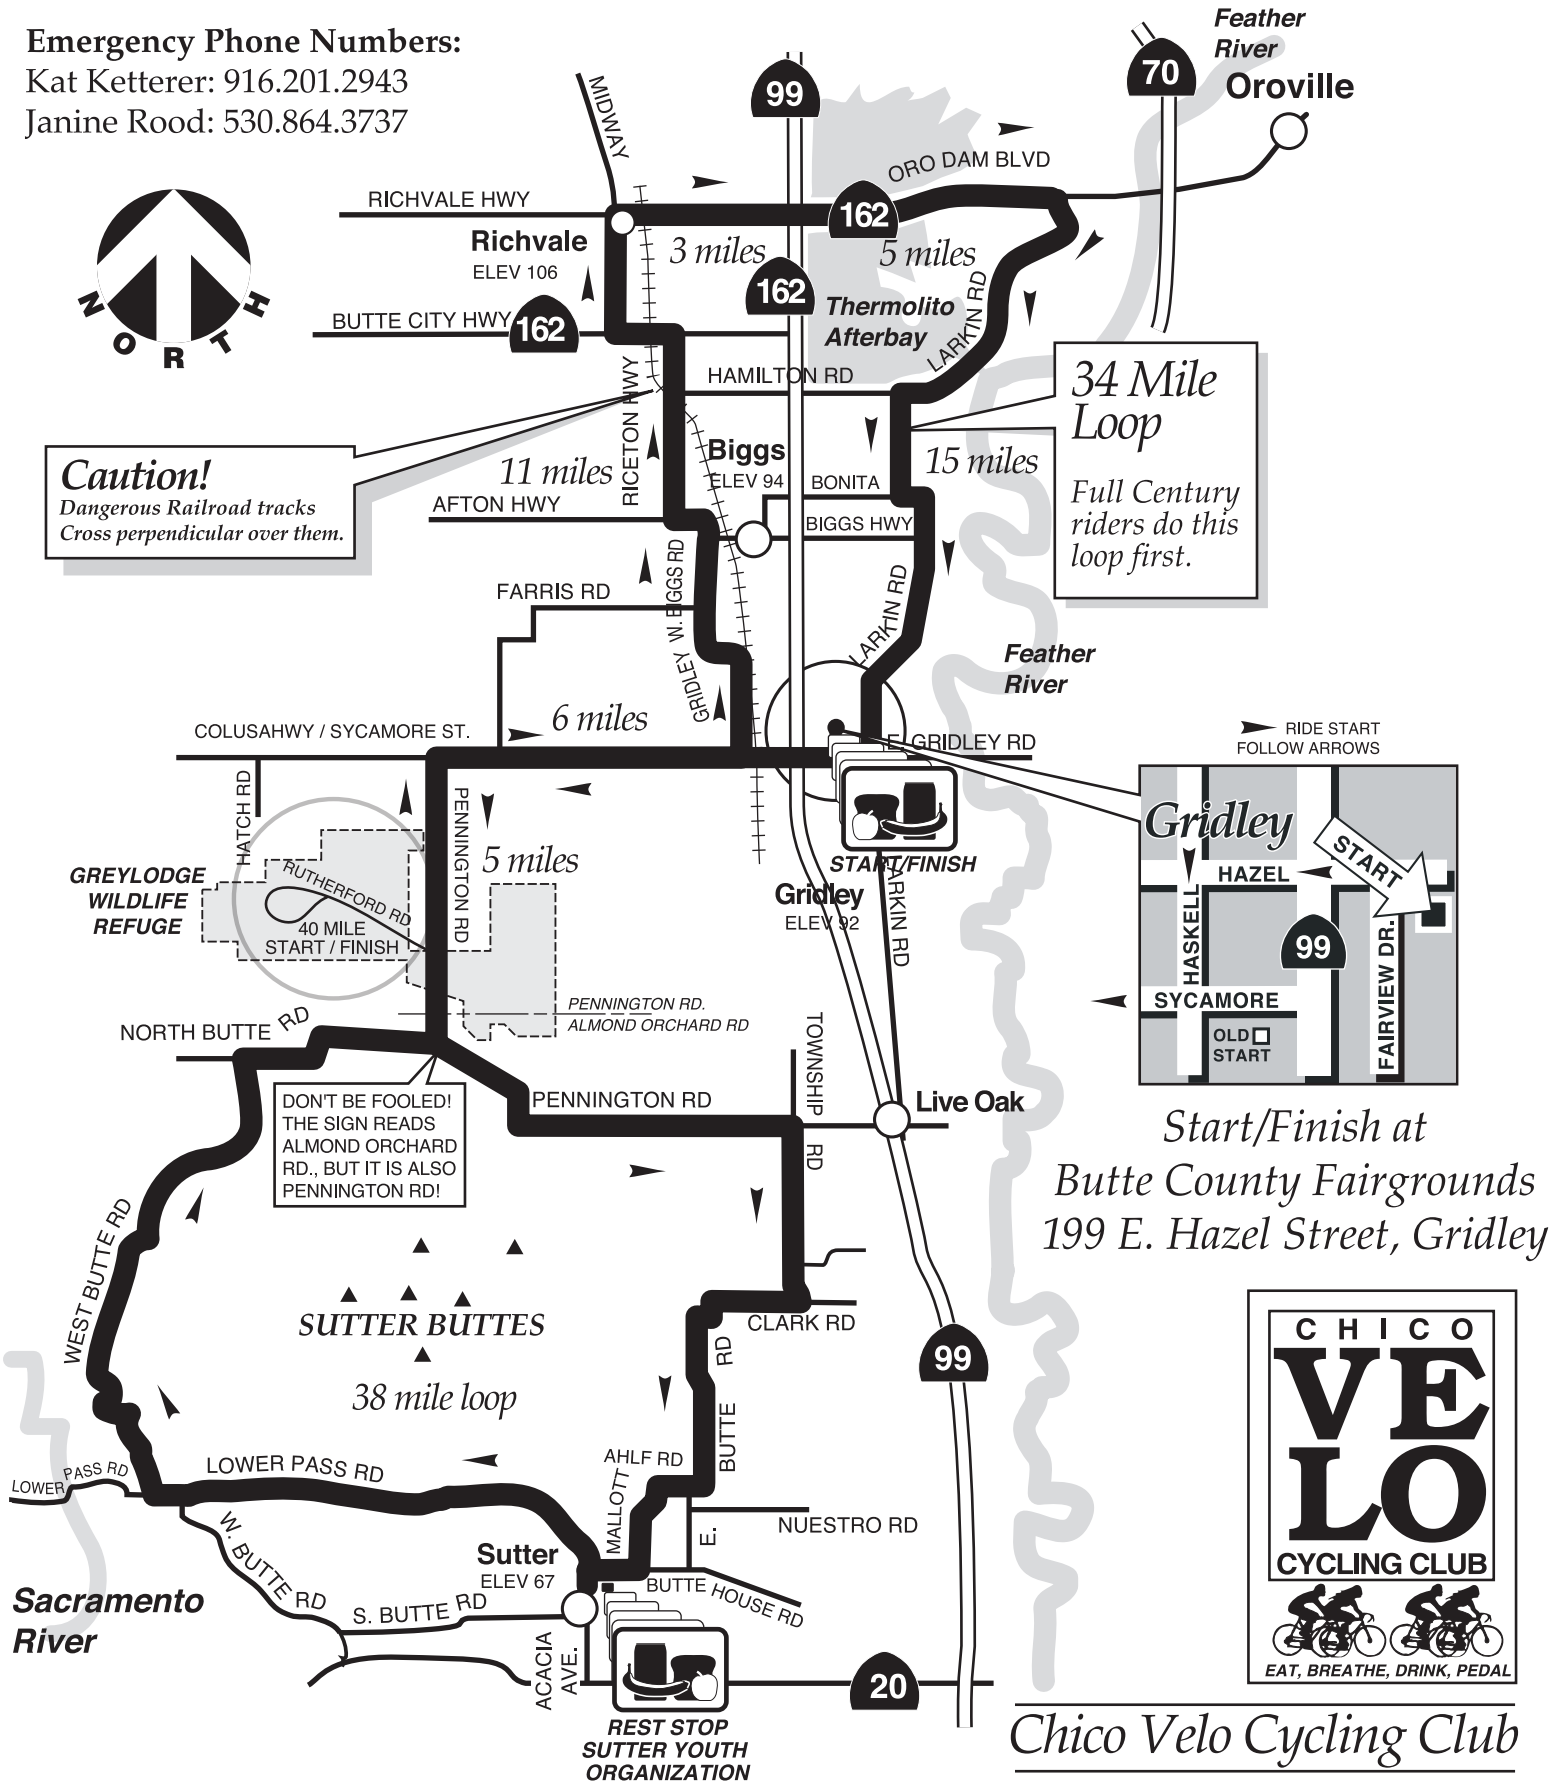 Emergency Phone Numbers:
Kat Ketterer: 916.201.2943
Janine Rood: 530.864.3737
NORTH
MIDWAY
99
70
Feather
River
Oroville
ORO DAM BLVD
RICHVALE HWY
162
Richvale
ELEV 106
3 miles
5 miles
162
BUTTE CITY HWY
162
Thermolito
Afterbay
LARKIN RD
HAMILTON RD
RICETON HWY
34 Mile
Loop
Full Century
riders do this
loop first.
Caution!
Dangerous Railroad tracks
Cross perpendicular over them.
11 miles
Biggs
ELEV 94
BONITA
15 miles
AFTON HWY
BIGGS HWY
FARRIS RD
GRIDLEY W. BIGGS RD
LARKIN RD
Feather
River
6 miles
COLUSAHWY / SYCAMORE ST.
E. GRIDLEY RD
HATCH RD
PENNINGTON RD
5 miles
START/FINISH
Gridley
ELEV 92
LARKIN RD
GREYLODGE
WILDLIFE
REFUGE
RUTHERFORD RD
40 MILE
START / FINISH
RIDE START
FOLLOW ARROWS
Gridley
START
HAZEL
HASKELL
99
FAIRVIEW DR.
SYCAMORE
OLD
START
PENNINGTON RD.
ALMOND ORCHARD RD
NORTH BUTTE RD
DON'T BE FOOLED!
THE SIGN READS
ALMOND ORCHARD
RD., BUT IT IS ALSO
PENNINGTON RD!
PENNINGTON RD
TOWNSHIP RD
Live Oak
Start/Finish at
Butte County Fairgrounds
199 E. Hazel Street, Gridley
WEST BUTTE RD
SUTTER BUTTES
38 mile loop
CLARK RD
99
E. BUTTE RD
AHLF RD
MALLOTT
LOWER PASS RD
LOWER PASS RD
NUESTRO RD
Sutter
ELEV 67
BUTTE HOUSE RD
W. BUTTE RD
S. BUTTE RD
Sacramento
River
ACACIA
AVE.
20
REST STOP
SUTTER YOUTH
ORGANIZATION
CHICO
VE
LO
CYCLING CLUB
EAT, BREATHE, DRINK, PEDAL
Chico Velo Cycling Club